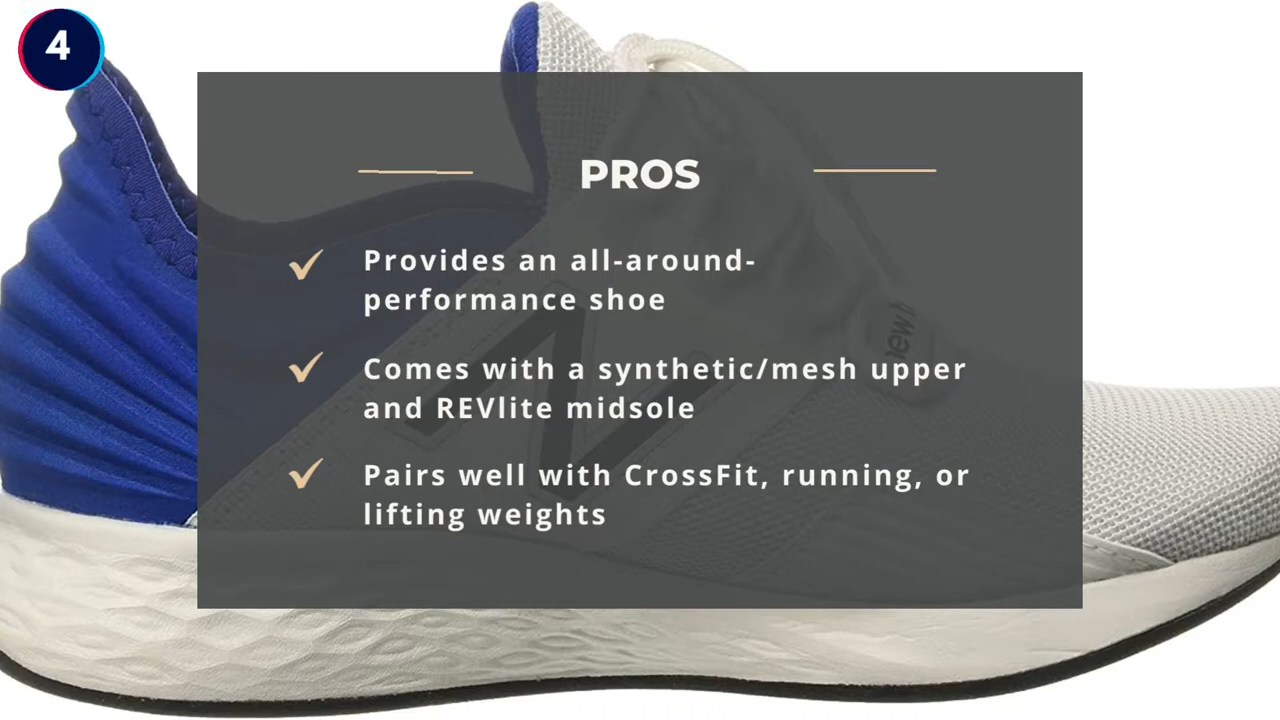 4
PROS
Provides an all-around-
performance shoe
Comes with a synthetic/mesh upper
and REVlite midsole
Pairs well with CrossFit, running, or
lifting weights
N
new